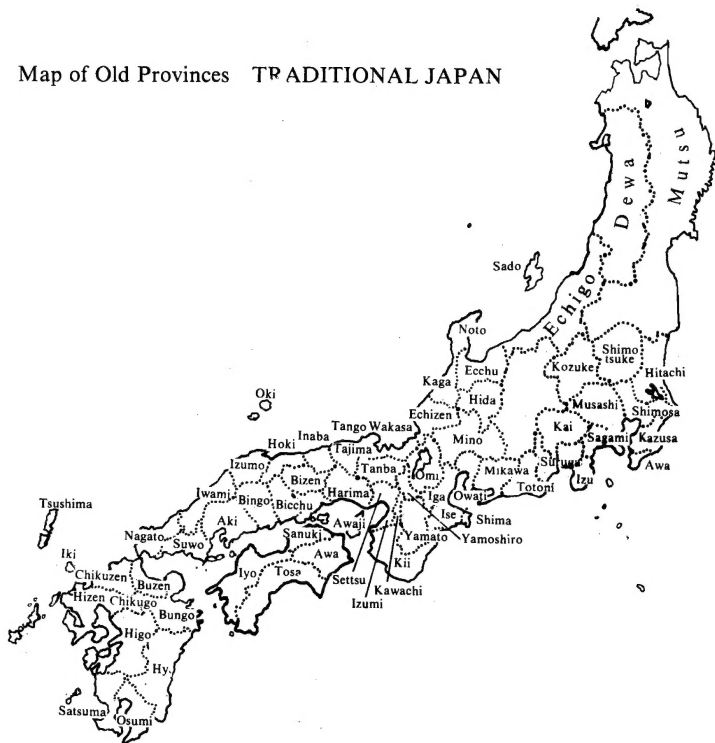 Map of Old Provinces TRADITIONAL JAPAN
Mutsu
Dewa
Sado
Echigo
Noto
Shimo
tsuke
Kozuke
Ecchu
Hitachi
Kaga
Hida
Oki
Musashi
Shimosa
Echizen
Kai
Tango Wakasa
Sagami
Kazusa
Inaba
Mino
Hoki
Tajima
Suruga
Awa
Izumo
Tanba
Omi
Mikawa
Izu
Bizen
Totoni
Iwami
Bingo
Harima
Iga
Owati
Tsushima
Bicchu
Ise
Shima
Aki
Awaji
Nagato
Suwo
Sanuki
Yamato
Yamoshiro
Iki
Awa
Kii
Chikuzen
Buzen
Iyo
Tosa
Settsu
Kawachi
Hizen
Chikugo
Izumi
Bungo
Higo
Hy.
Satsuma
Osumi